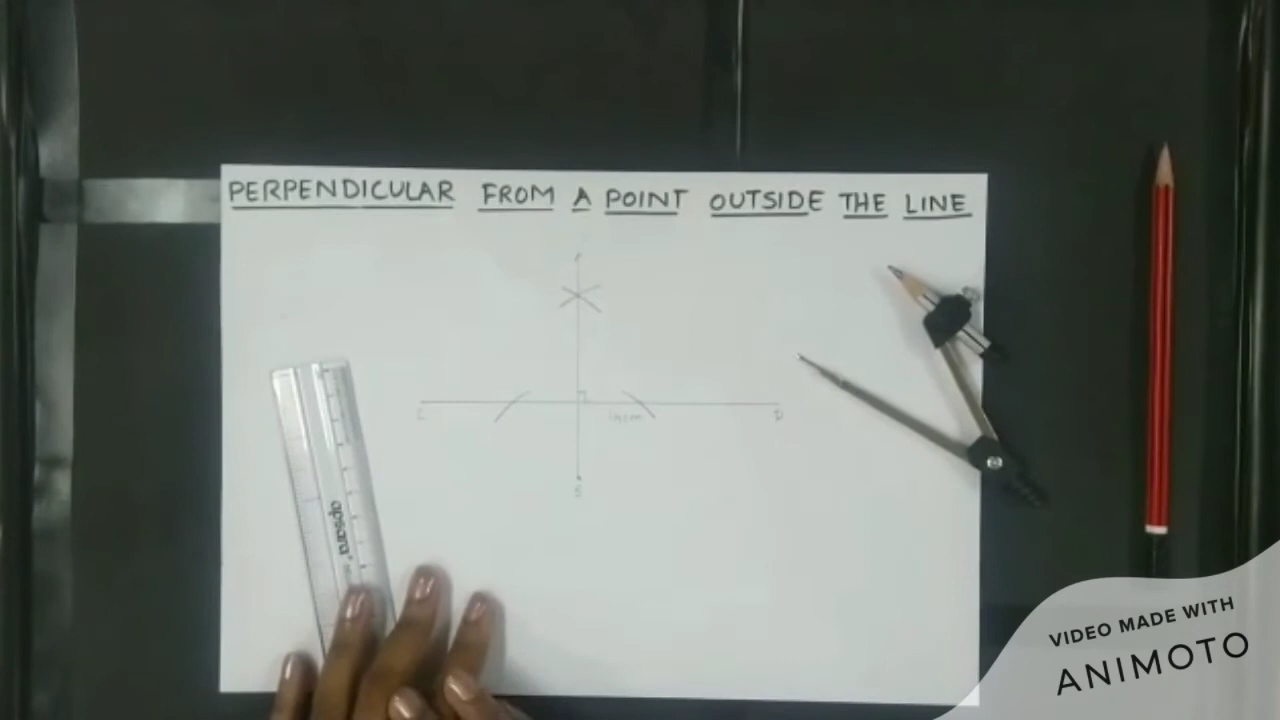 PERPENDICULAR FROM A POINT OUTSIDE THE LINE
D
apsara
VIDEO MADE WITH
ANIMOTO